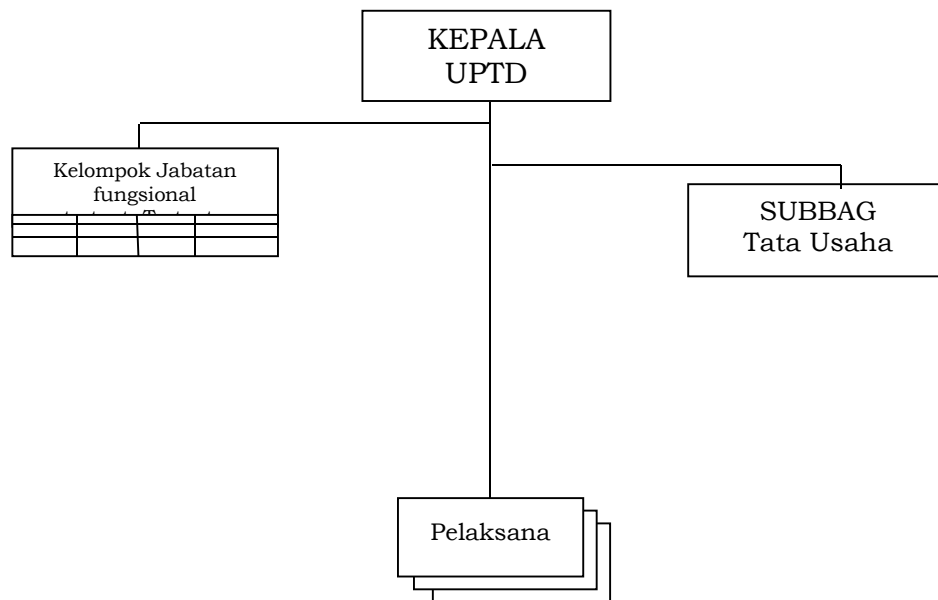 KEPALA
UPTD
Kelompok Jabatan
fungsional
SUBBAG
Tata Usaha
Pelaksana